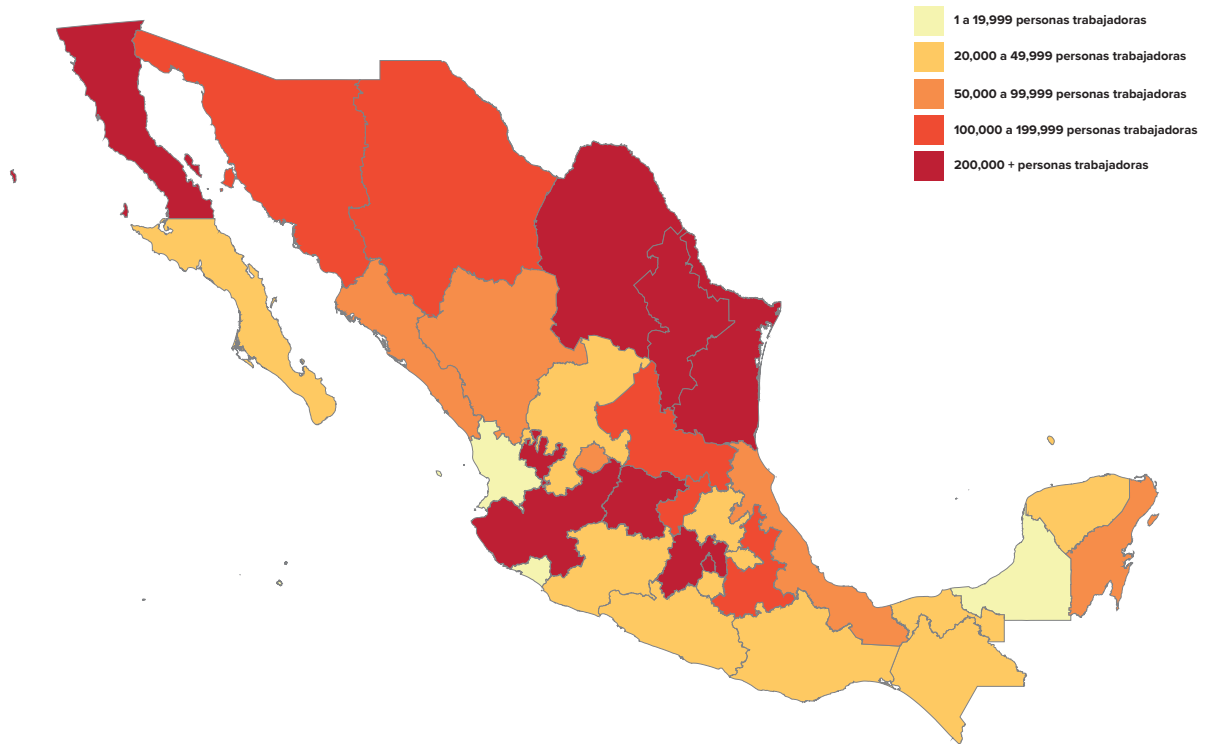 1 a 19,999 personas trabajadoras
20,000 a 49,999 personas trabajadoras
50,000 a 99,999 personas trabajadoras
100,000 a 199,999 personas trabajadoras
200,000 + personas trabajadoras